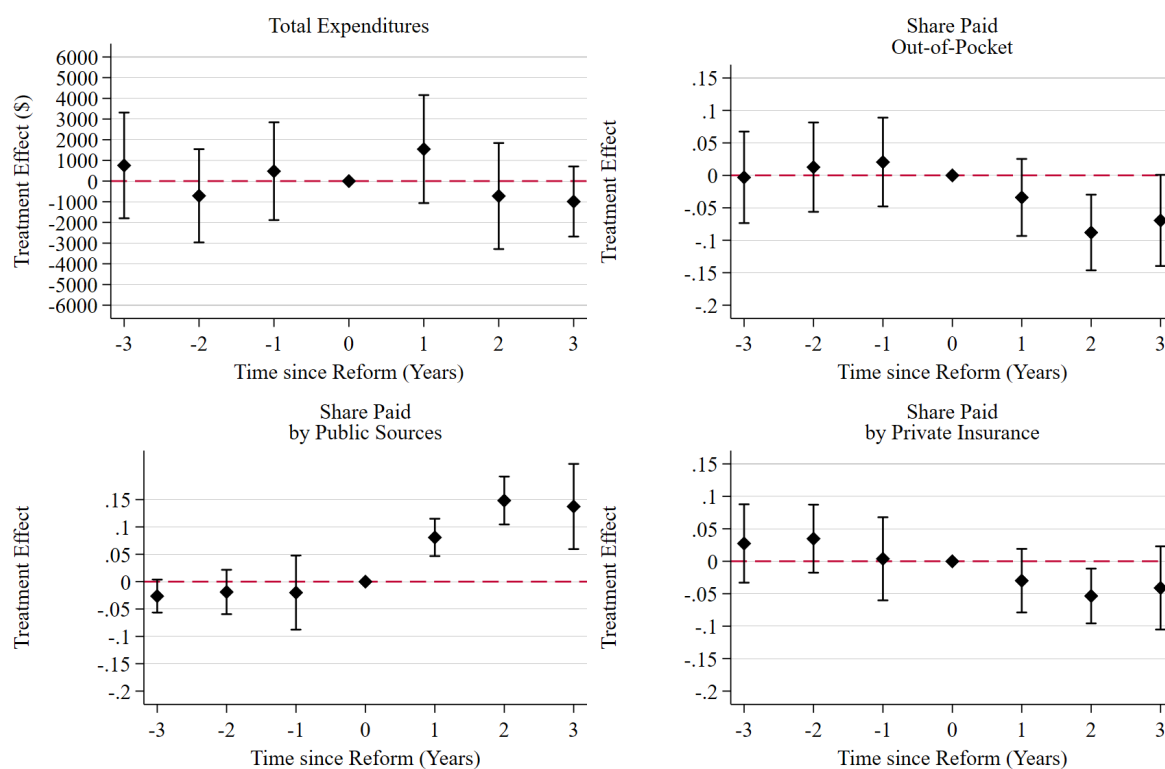 Total Expenditures
Treatment Effect ($)
6000
5000
4000
3000
2000
1000
0
-1000
-2000
-3000
-4000
-5000
-6000
-3 -2 -1 0 1 2 3
Time since Reform (Years)
Share Paid
Out-of-Pocket
Treatment Effect
.15
.1
.05
0
-.05
-.1
-.15
-.2
-3 -2 -1 0 1 2 3
Time since Reform (Years)
Share Paid
by Public Sources
Treatment Effect
.15
.1
.05
0
-.05
-.1
-.15
-.2
-3 -2 -1 0 1 2 3
Time since Reform (Years)
Share Paid
by Private Insurance
Treatment Effect
.15
.1
.05
0
-.05
-.1
-.15
-.2
-3 -2 -1 0 1 2 3
Time since Reform (Years)